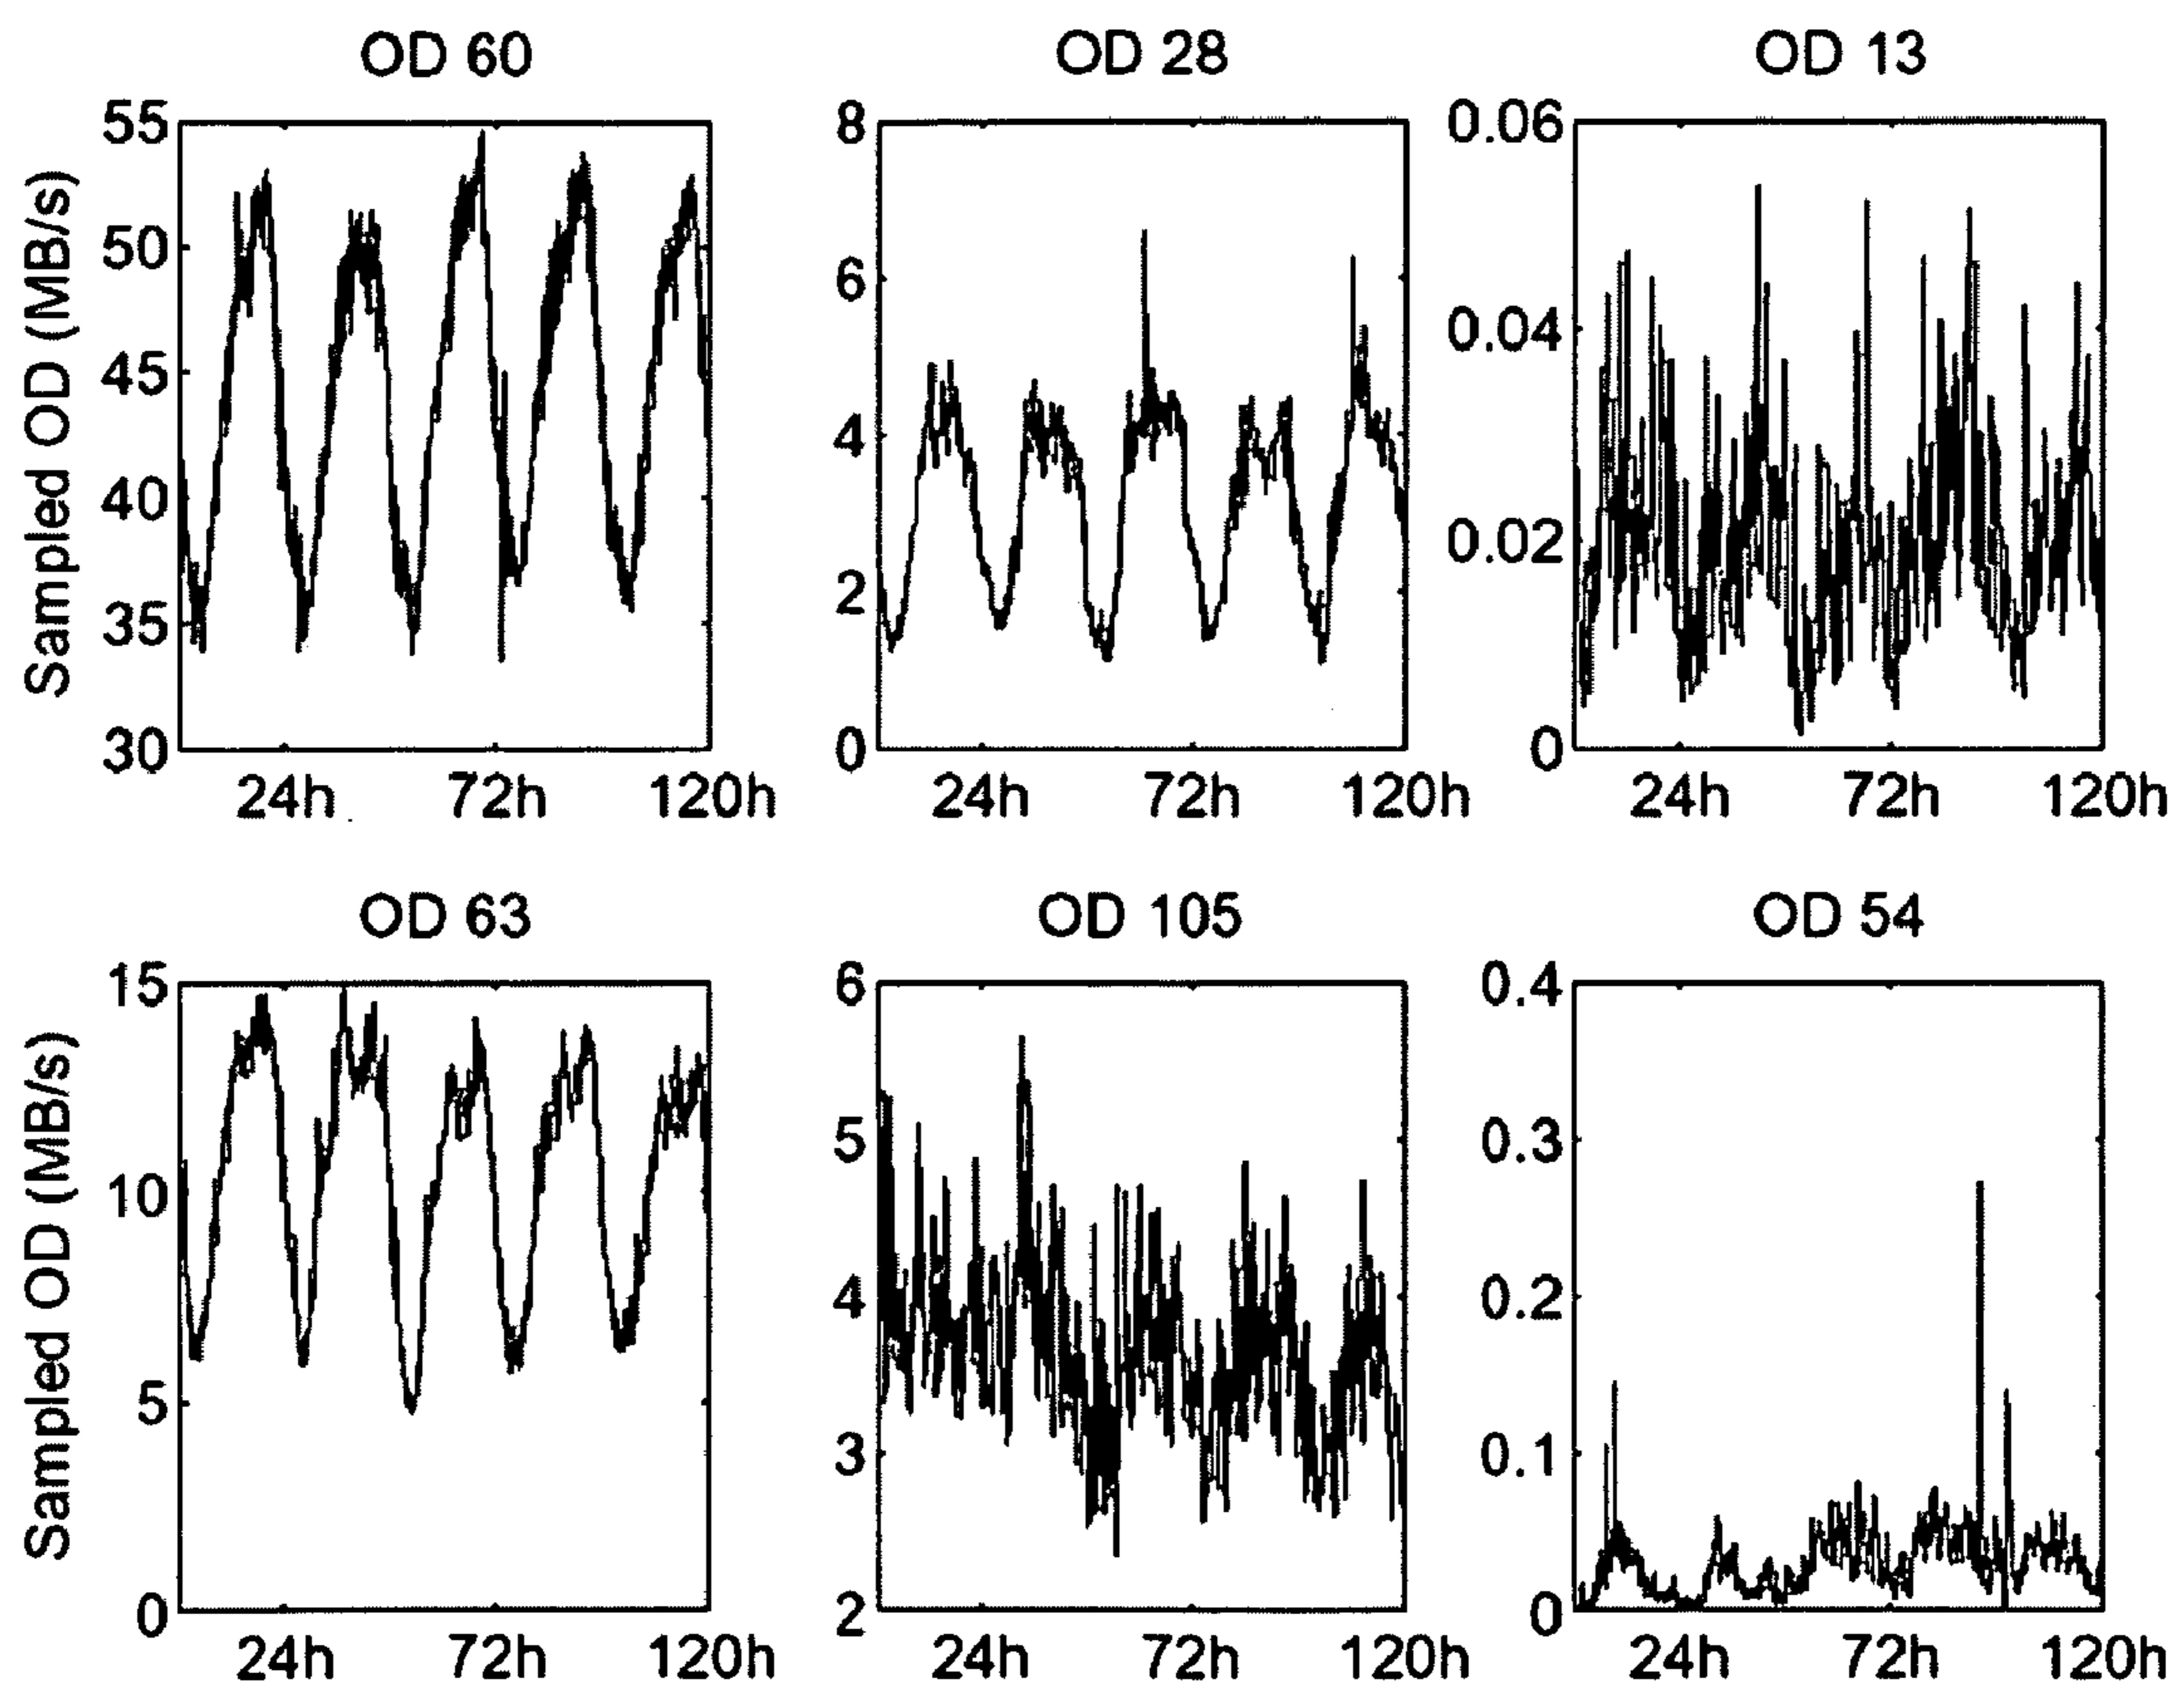 OD 60 OD 28 OD 13
Sampled OD (MB/s)
55
50
45
40
35
30
24h 72h 120h
8
6
4
2
0
24h 72h 120h
0.06
0.04
0.02
0
24h 72h 120h
OD 63 OD 105 OD 54
Sampled OD (MB/s)
15
10
5
0
24h 72h 120h
6
5
4
3
2
24h 72h 120h
0.4
0.3
0.2
0.1
0
24h 72h 120h